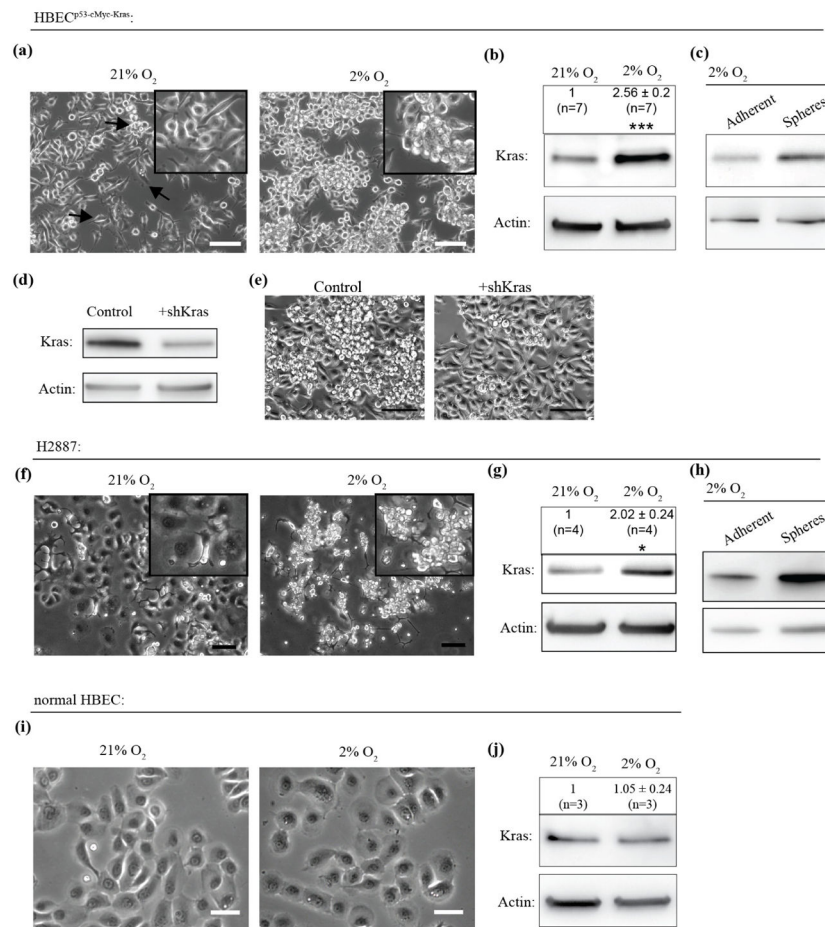 HBECp53-cMyc-Kras:
(a)
21% O2
2% O2
(b)
21% O2 2% O2
1 2.56 ± 0.2
(n=7) (n=7)
***
Kras:
Actin:
(c)
2% O2
Adherent Spheres
(d)
Control +shKras
Kras:
Actin:
(e)
Control +shKras
H2887:
(f)
21% O2
2% O2
(g)
21% O2 2% O2
1 2.02 ± 0.24
(n=4) (n=4)
*
Kras:
Actin:
(h)
2% O2
Adherent Spheres
normal HBEC:
(i)
21% O2
2% O2
(j)
21% O2 2% O2
1 1.05 ± 0.24
(n=3) (n=3)
Kras:
Actin: